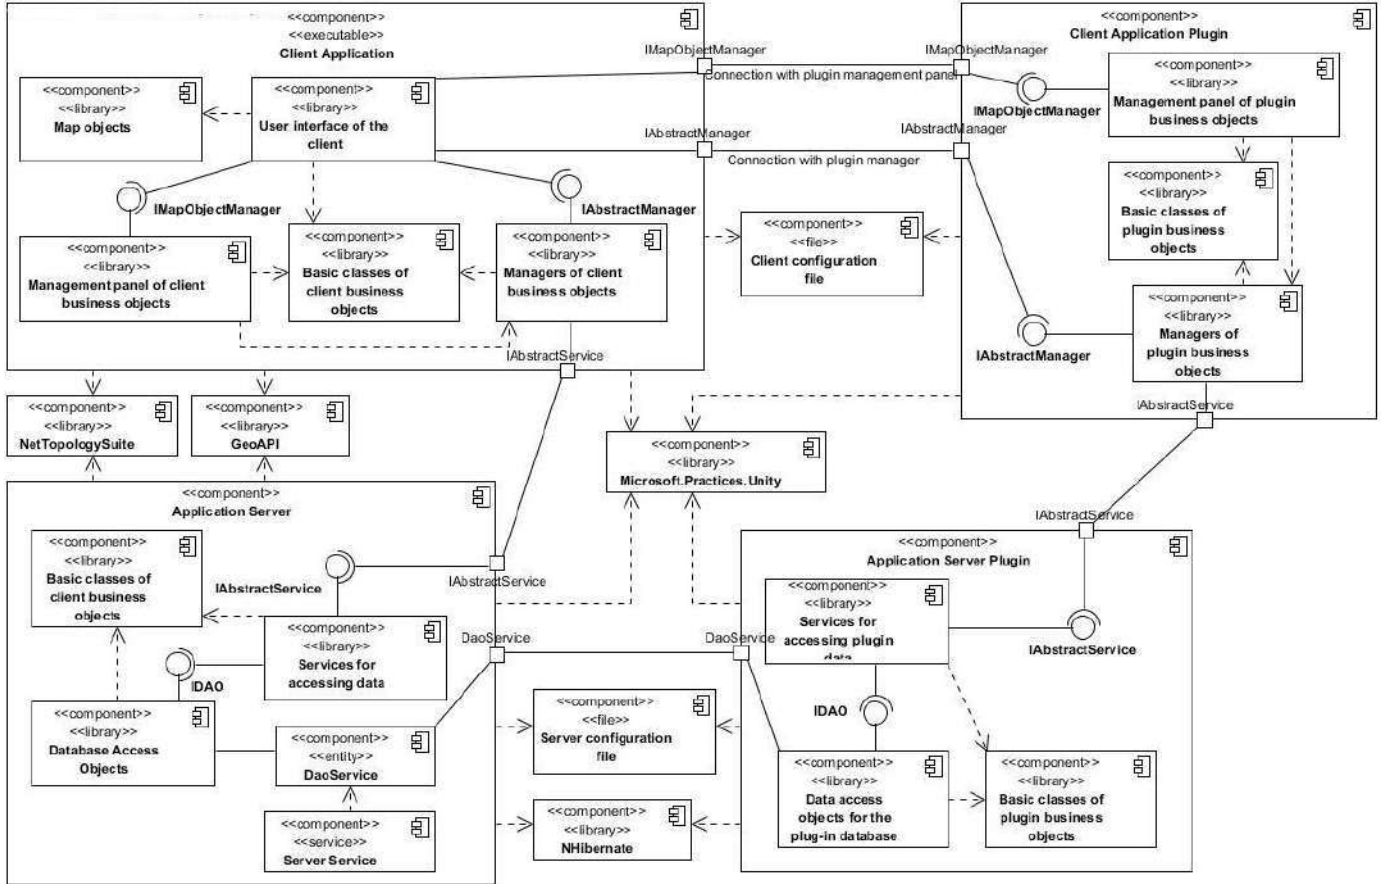 <<component>>
<<executable>>
Client Application
<<component>>
<<library>>
Map objects
<<component>>
<<library>>
User interface of the
client
IMapObjectManager
IAbstractManager
<<component>>
<<library>>
Management panel of client
business objects
<<component>>
<<library>>
Basic classes of
client business
objects
<<component>>
<<library>>
Managers of client
business objects
IAbstractService
IMapObjectManager
IMapObjectManager
Connection with plugin management panel
IAbstractManager
IAbstractManager
Connection with plugin manager
<<component>>
<<file>>
Client configuration
file
<<component>>
Client Application Plugin
IMapObjectManager
<<component>>
<<library>>
Management panel of plugin
business objects
<<component>>
<<library>>
Basic classes of
plugin business
objects
IAbstractManager
<<component>>
<<library>>
Managers of
plugin business
objects
IAbstractService
<<component>>
<<library>>
NetTopologySuite
<<component>>
<<library>>
GeoAPI
<<component>>
<<library>>
Microsoft.Practices.Unity
<<component>>
Application Server
<<component>>
<<library>>
Basic classes of
client business
objects
IAbstractService
IAbstractService
<<component>>
<<library>>
Services for
accessing data
IDAO
<<component>>
<<library>>
Database Access
Objects
<<component>>
<<entity>>
DaoService
<<component>>
<<service>>
Server Service
DaoService
DaoService
<<component>>
<<file>>
Server configuration
file
<<component>>
<<library>>
NHibernate
IAbstractService
<<component>>
Application Server Plugin
<<component>>
<<library>>
Services for
accessing plugin
data
IAbstractService
IDAO
<<component>>
<<library>>
Data access
objects for the
plug-in database
<<component>>
<<library>>
Basic classes of
plugin business
objects